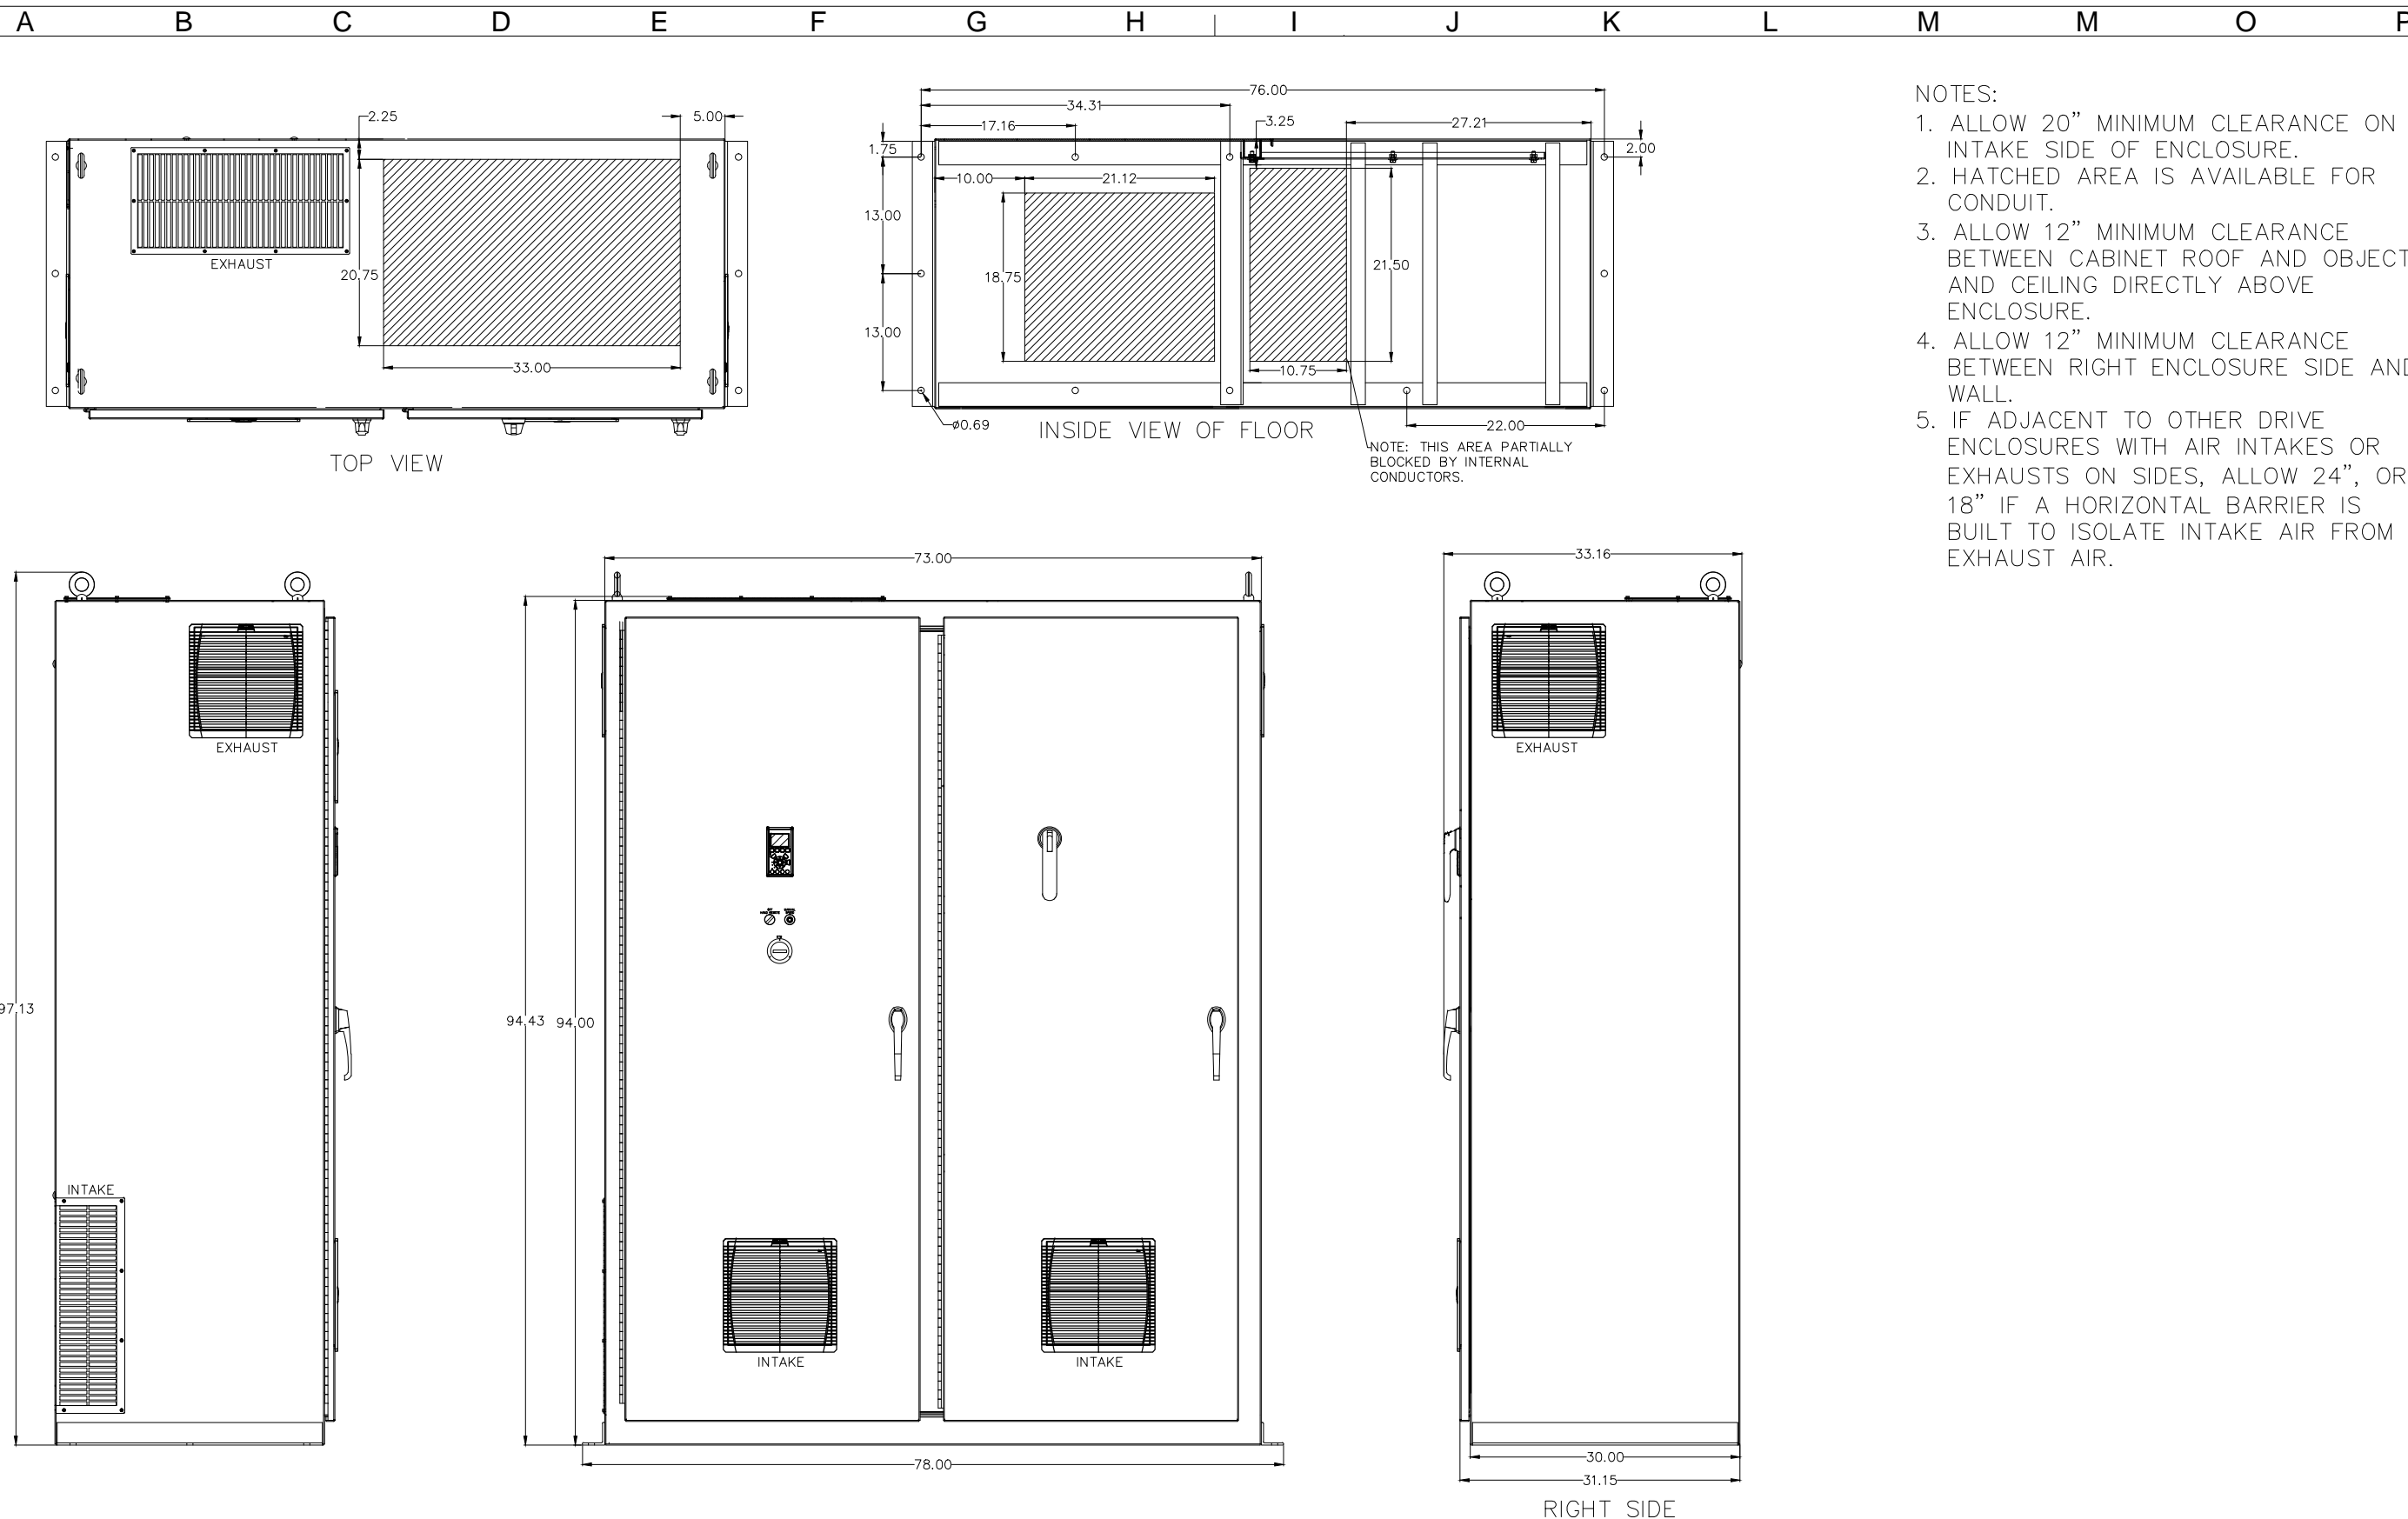 A B C D E F G H I J K L M M O P
2.25
5.00
EXHAUST
20.75
33.00
TOP VIEW
76.00
34.31
17.16
3.25
27.21
1.75
2.00
10.00
21.12
13.00
18.75
21.50
13.00
10.75
Ø0.69
22.00
INSIDE VIEW OF FLOOR
NOTE: THIS AREA PARTIALLY
BLOCKED BY INTERNAL
CONDUCTORS.
NOTES:
1. ALLOW 20" MINIMUM CLEARANCE ON
INTAKE SIDE OF ENCLOSURE.
2. HATCHED AREA IS AVAILABLE FOR
CONDUIT.
3. ALLOW 12" MINIMUM CLEARANCE
BETWEEN CABINET ROOF AND OBJECT
AND CEILING DIRECTLY ABOVE
ENCLOSURE.
4. ALLOW 12" MINIMUM CLEARANCE
BETWEEN RIGHT ENCLOSURE SIDE AND
WALL.
5. IF ADJACENT TO OTHER DRIVE
ENCLOSURES WITH AIR INTAKES OR
EXHAUSTS ON SIDES, ALLOW 24", OR
18" IF A HORIZONTAL BARRIER IS
BUILT TO ISOLATE INTAKE AIR FROM
EXHAUST AIR.
97.13
EXHAUST
INTAKE
73.00
94.43
94.00
INTAKE
INTAKE
78.00
33.16
EXHAUST
30.00
31.15
RIGHT SIDE